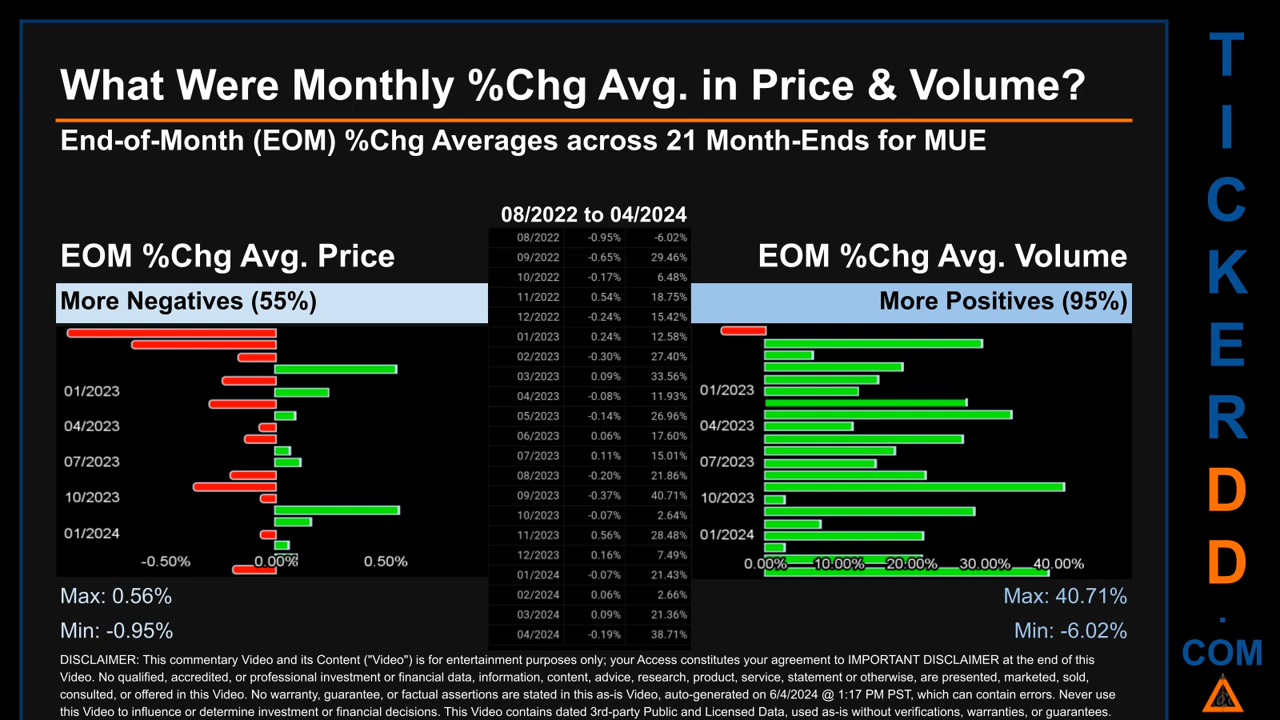 What Were Monthly %Chg Avg. in Price & Volume?
End-of-Month (EOM) %Chg Averages across 21 Month-Ends for MUE
EOM %Chg Avg. Price
More Negatives (55%)
01/2023
04/2023
07/2023
10/2023
01/2024
-0.50% 0.00% 0.50%
Max: 0.56%
Min: -0.95%
08/2022 to 04/2024
08/2022 -0.95% -6.02%
09/2022 -0.65% 29.46%
10/2022 -0.17% 6.48%
11/2022 0.54% 18.75%
12/2022 -0.24% 15.42%
01/2023 0.24% 12.58%
02/2023 -0.30% 27.40%
03/2023 0.09% 33.56%
04/2023 -0.08% 11.93%
05/2023 -0.14% 26.96%
06/2023 0.06% 17.60%
07/2023 0.11% 15.01%
08/2023 -0.20% 21.86%
09/2023 -0.37% 40.71%
10/2023 -0.07% 2.64%
11/2023 0.56% 28.48%
12/2023 0.16% 7.49%
01/2024 -0.07% 21.43%
02/2024 0.06% 2.66%
03/2024 0.09% 21.36%
04/2024 -0.19% 38.71%
EOM %Chg Avg. Volume
More Positives (95%)
01/2023
04/2023
07/2023
10/2023
01/2024
0.00% 10.00% 20.00% 30.00% 40.00%
Max: 40.71%
Min: -6.02%
DISCLAIMER: This commentary Video and its Content ("Video") is for entertainment purposes only; your Access constitutes your agreement to IMPORTANT DISCLAIMER at the end of this
Video. No qualified, accredited, or professional investment or financial data, information, content, advice, research, product, service, statement or otherwise, are presented, marketed, sold,
consulted, or offered in this Video. No warranty, guarantee, or factual assertions are stated in this as-is Video, auto-generated on 6/4/2024 @ 1:17 PM PST, which can contain errors. Never use
this Video to influence or determine investment or financial decisions. This Video contains dated 3rd-party Public and Licensed Data, used as-is without verifications, warranties, or guarantees.
T
I
C
K
E
R
D
D
.
COM